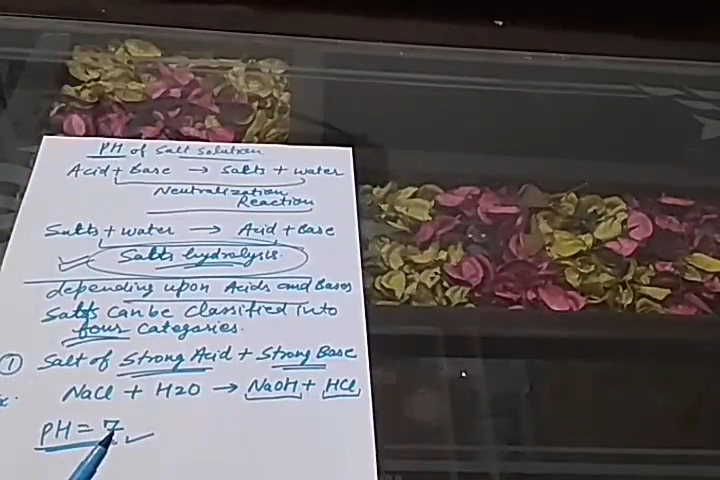 PH of Salt Solution
Acid + Base → Salts + water
Neutralization
Reaction
Salts + water → Acid + Base
Salts hydrolysis.
depending upon Acids and Bases
Salts can be classified into
four Categories.
① Salt of Strong Acid + Strong Base
NaCl + H2O → NaOH + HCl
PH = 7